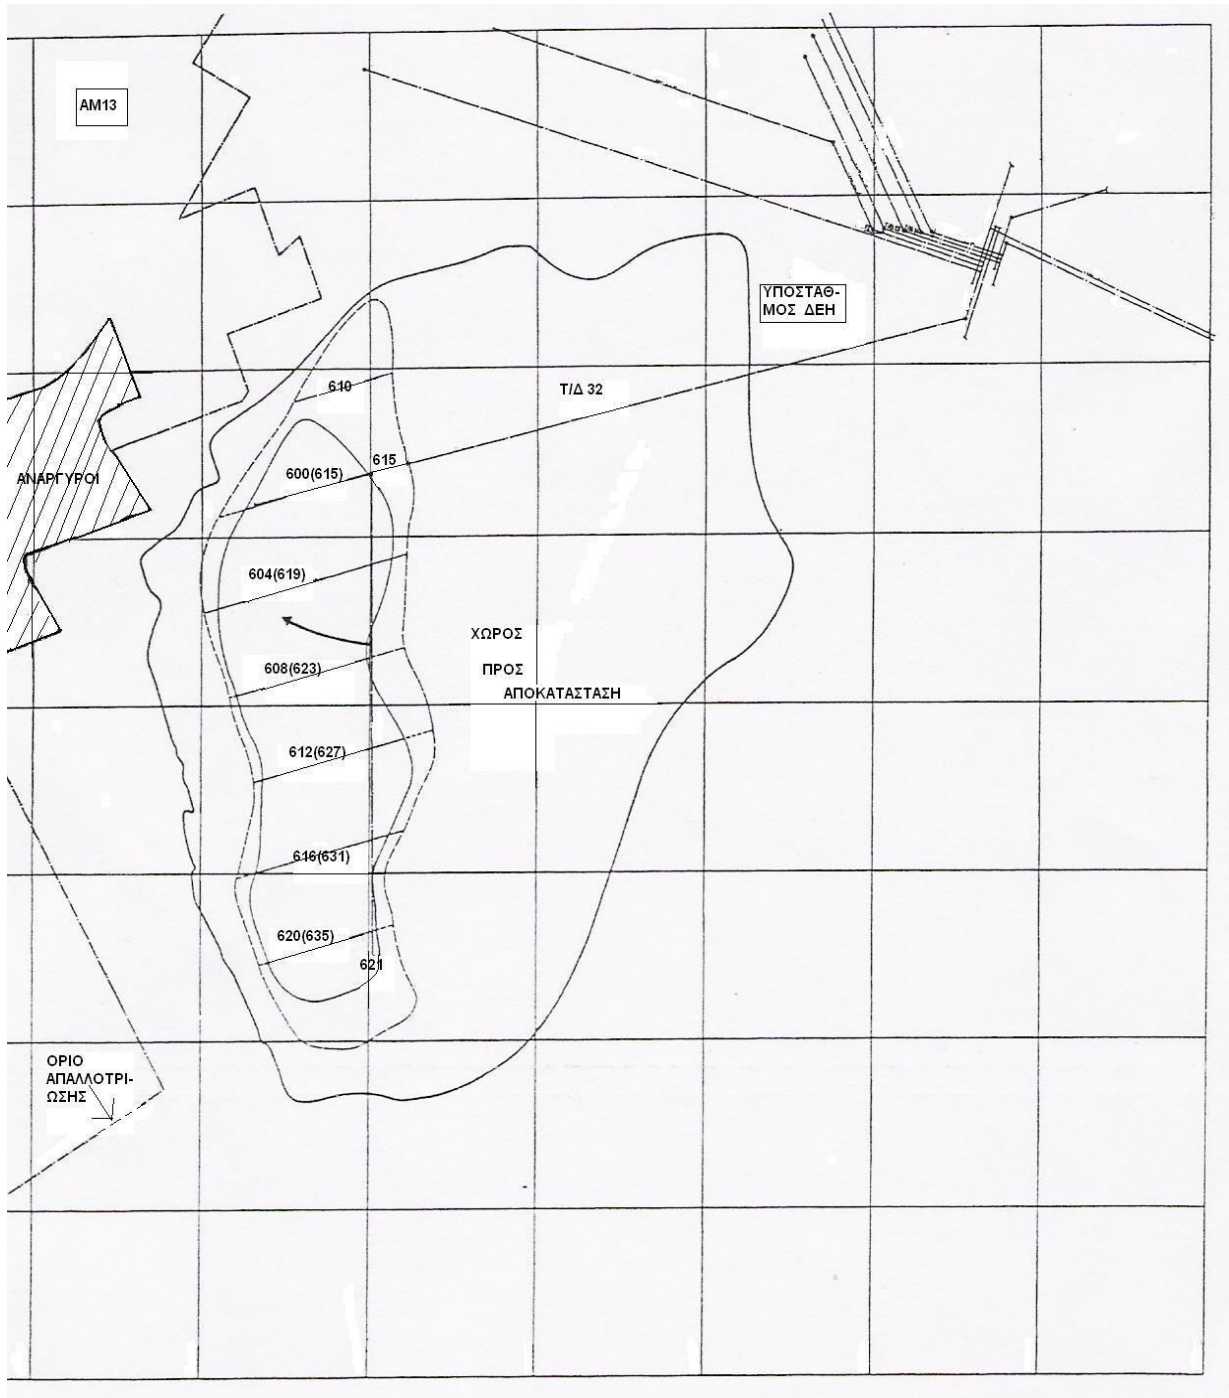 ΑΜ13
ΥΠΟΣΤΑΘ-
ΜΟΣ ΔΕΗ
610
Τ/Δ 32
615
600(615)
ΑΝΑΡΓΥΡΟΙ
604(619)
ΧΩΡΟΣ
608(623)
ΠΡΟΣ
ΑΠΟΚΑΤΑΣΤΑΣΗ
612(627)
616(631)
620(635)
621
ΟΡΙΟ
ΑΠΑΛΛΟΤΡΙ-
ΩΣΗΣ